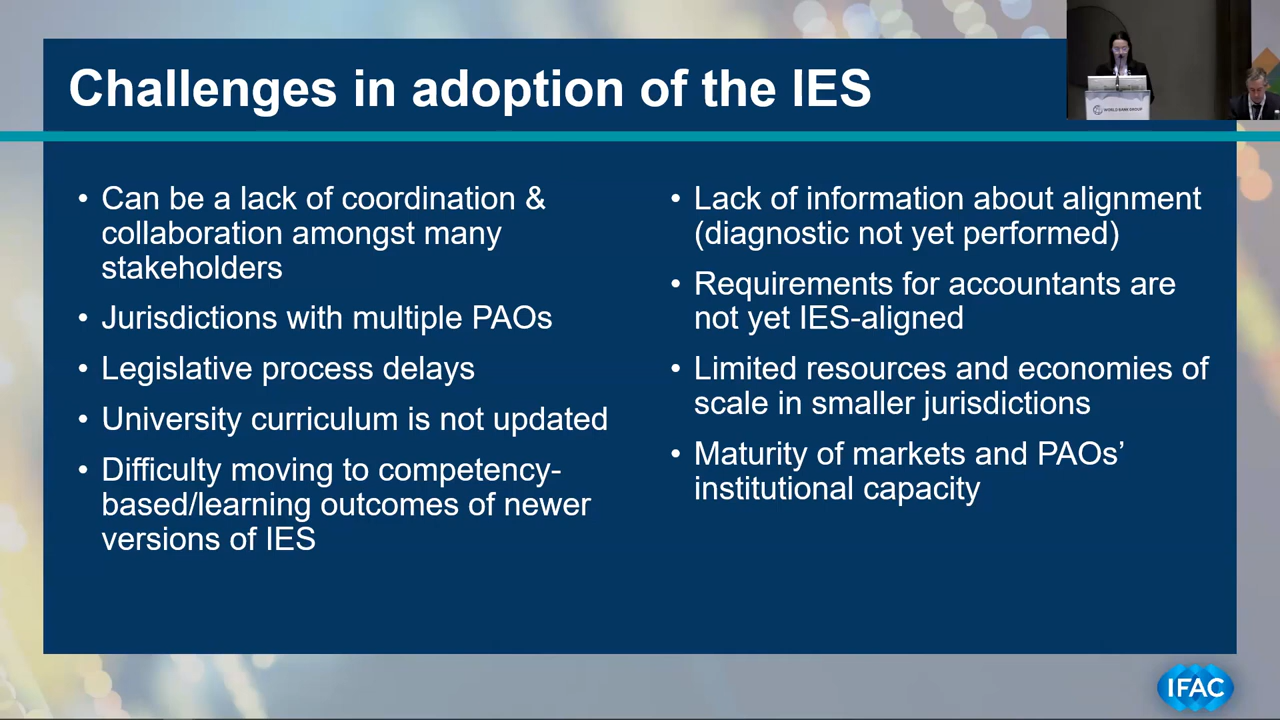 Challenges in adoption of the IES
• Can be a lack of coordination &
collaboration amongst many
stakeholders
• Jurisdictions with multiple PAOs
• Legislative process delays
• University curriculum is not updated
• Difficulty moving to competency-
based/learning outcomes of newer
versions of IES
• Lack of information about alignment
(diagnostic not yet performed)
• Requirements for accountants are
not yet IES-aligned
• Limited resources and economies of
scale in smaller jurisdictions
• Maturity of markets and PAOs’
institutional capacity
WORLD BANK GROUP
IFAC